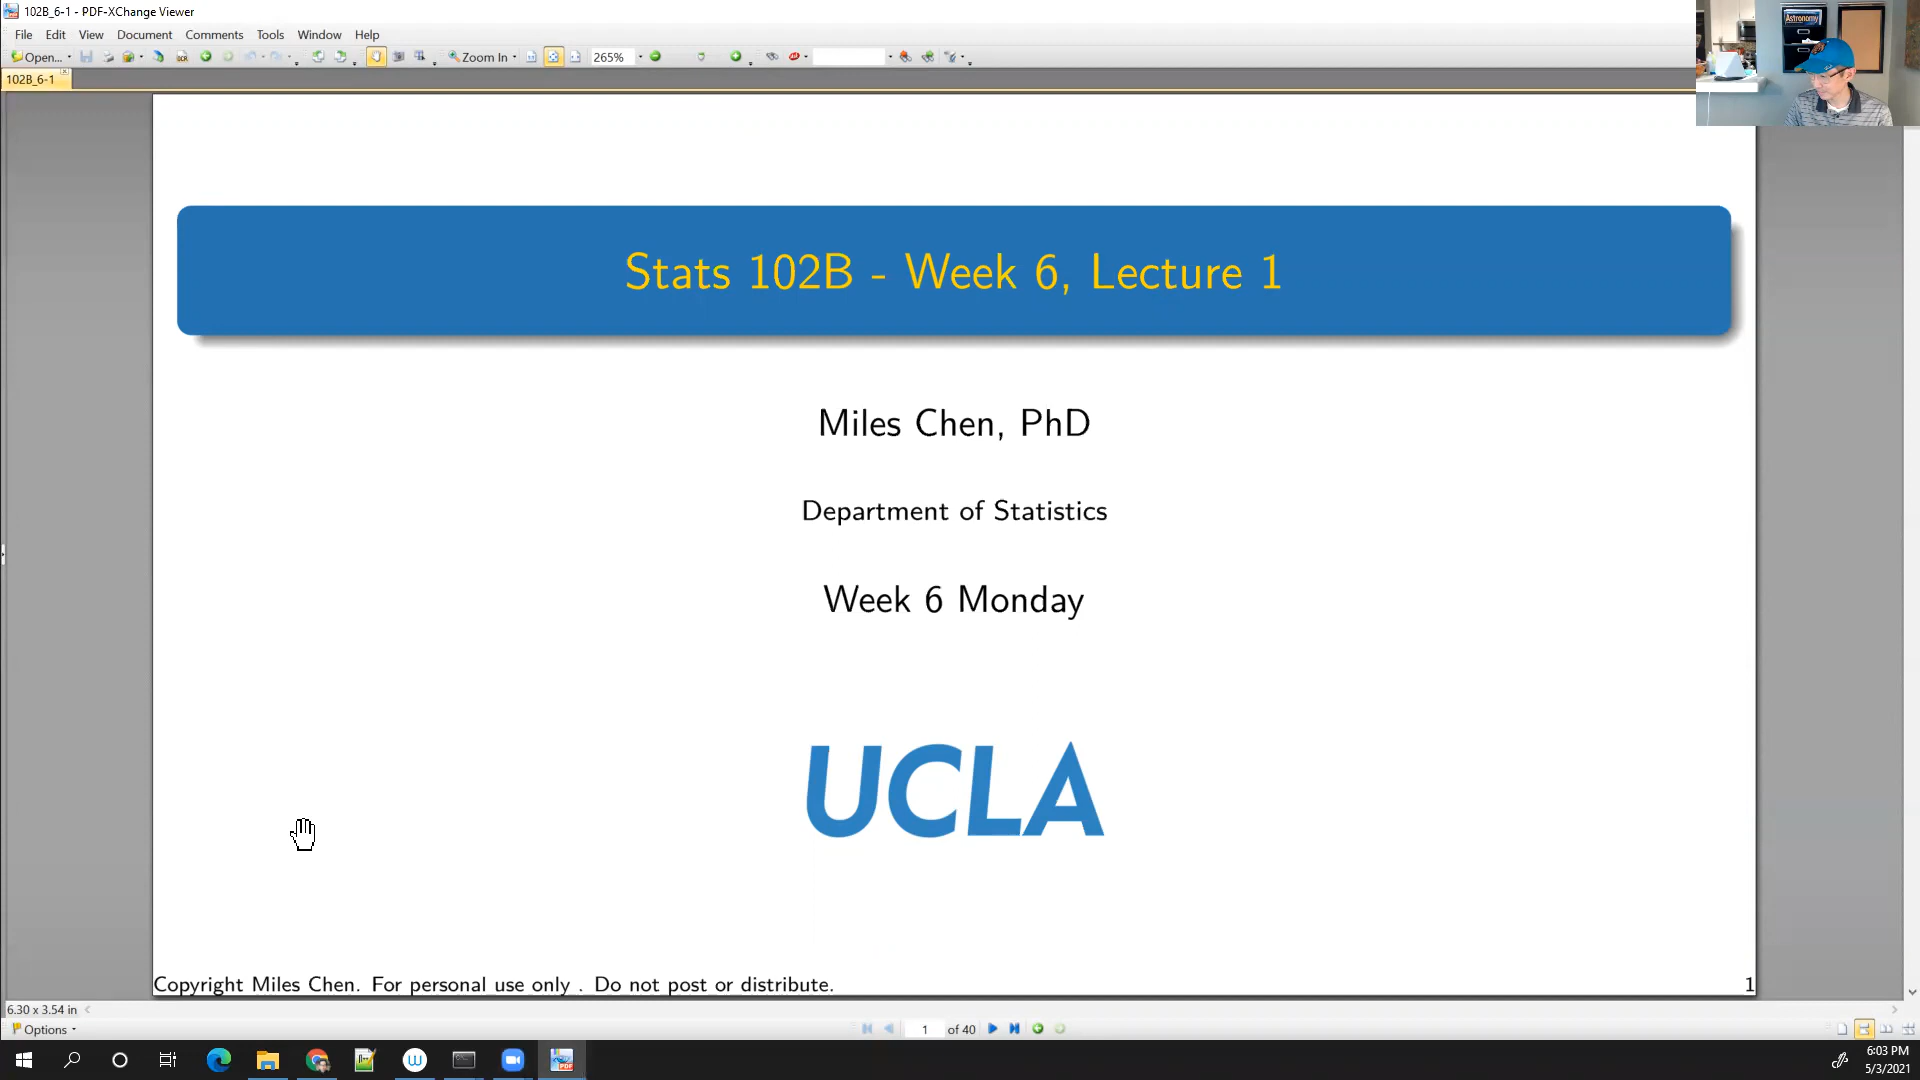 102B_6-1 - PDF-XChange Viewer
File Edit View Document Comments Tools Window Help
Open... OCR Zoom In 265%
102B_6-1
Astronomy
Stats 102B - Week 6, Lecture 1
Miles Chen, PhD
Department of Statistics
Week 6 Monday
UCLA
Copyright Miles Chen. For personal use only . Do not post or distribute.
1
6.30 x 3.54 in
Options
1 of 40
6:03 PM
5/3/2021